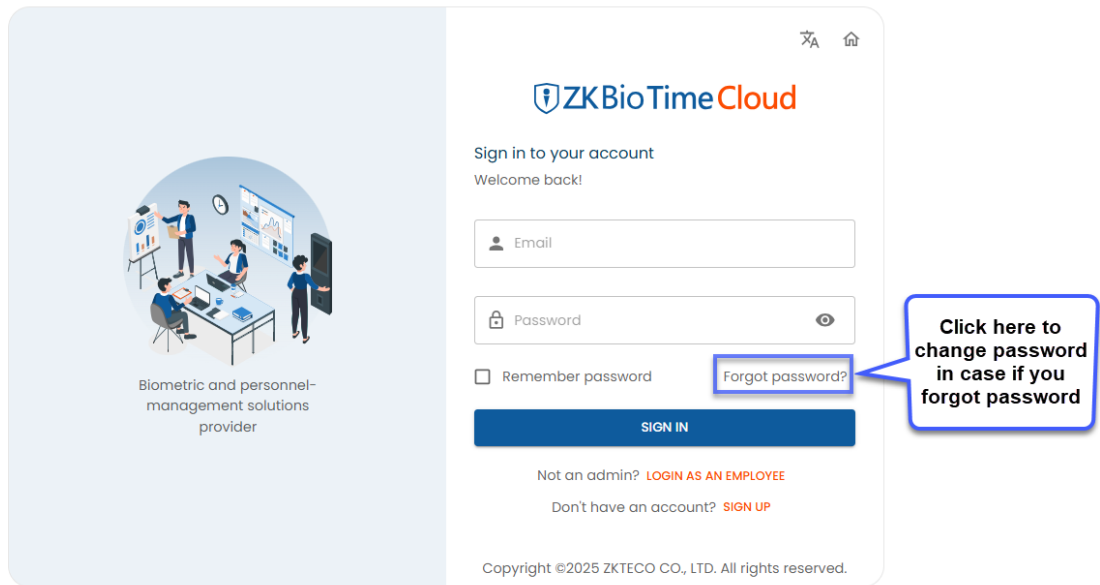 ZKBio Time Cloud
Sign in to your account
Welcome back!
Email
Password
Remember password
Forgot password?
Click here to
change password
in case if you
forgot password
SIGN IN
Not an admin? LOGIN AS AN EMPLOYEE
Don't have an account? SIGN UP
Copyright ©2025 ZKTECO CO., LTD. All rights reserved.
Biometric and personnel-
management solutions
provider